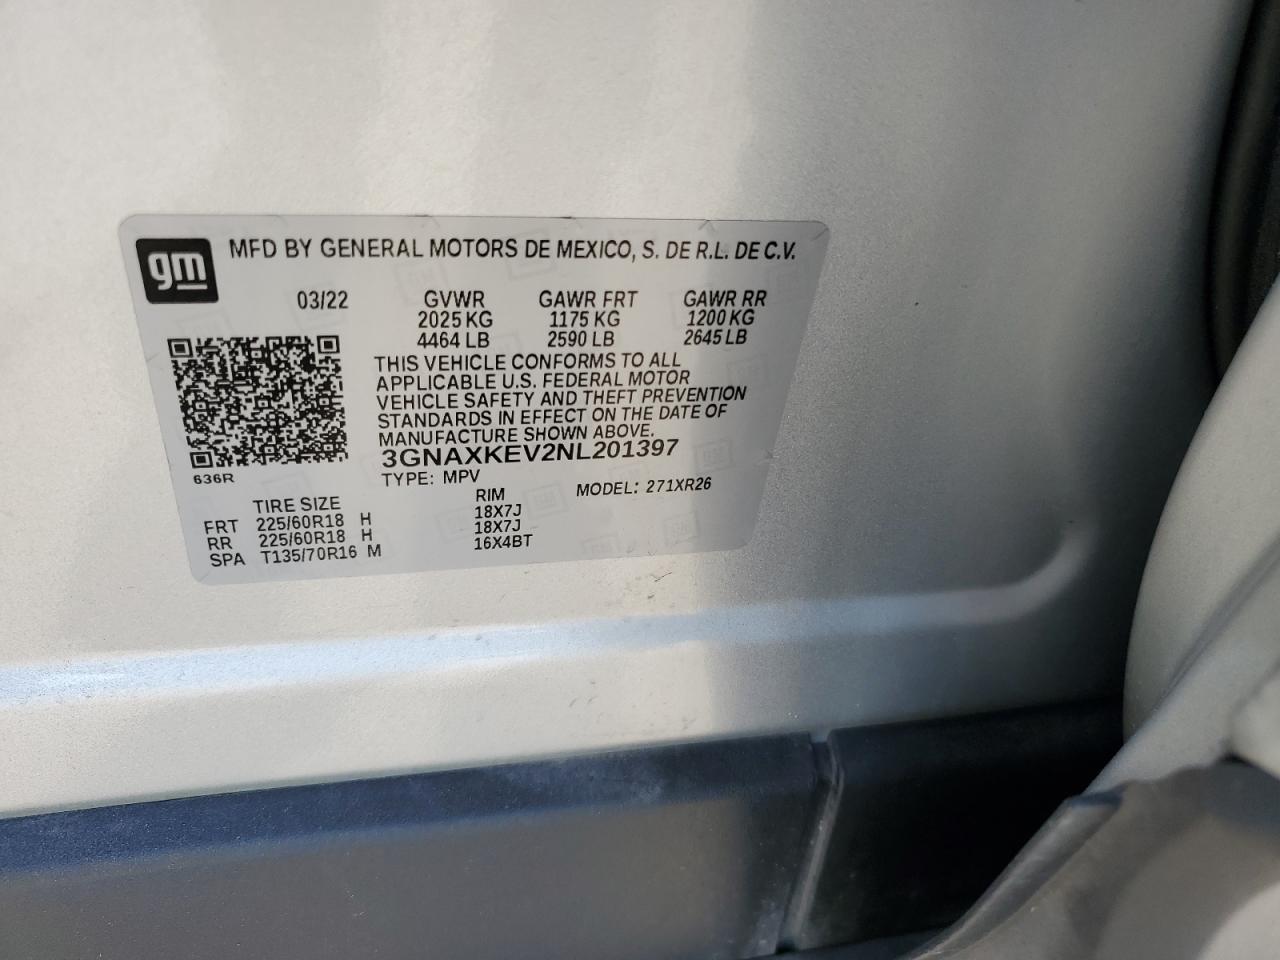 gm
MFD BY GENERAL MOTORS DE MEXICO, S. DE R.L. DE C.V.
03/22 GVWR GAWR FRT GAWR RR
2025 KG 1175 KG 1200 KG
4464 LB 2590 LB 2645 LB
THIS VEHICLE CONFORMS TO ALL
APPLICABLE U.S. FEDERAL MOTOR
VEHICLE SAFETY AND THEFT PREVENTION
STANDARDS IN EFFECT ON THE DATE OF
MANUFACTURE SHOWN ABOVE.
3GNAXKEV2NL201397
636R
TYPE: MPV MODEL: 271XR26
TIRE SIZE RIM
FRT 225/60R18 H 18X7J
RR 225/60R18 H 18X7J
SPA T135/70R16 M 16X4BT